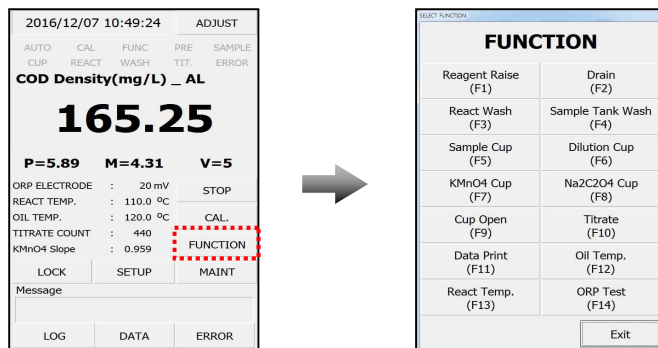 2016/12/07 10:49:24 ADJUST
AUTO CAL FUNC PRE SAMPLE
CUP REACT WASH TIT. ERROR
COD Density(mg/L) _ AL
165.25
P=5.89 M=4.31 V=5
ORP ELECTRODE : 20 mV
STOP
REACT TEMP. : 110.0 ºC
OIL TEMP. : 120.0 ºC CAL.
TITRATE COUNT : 440
FUNCTION
KMnO4 Slope : 0.959
LOCK SETUP MAINT
Message
LOG DATA ERROR
SELECT FUNCTION
FUNCTION
Reagent Raise Drain
(F1) (F2)
React Wash Sample Tank Wash
(F3) (F4)
Sample Cup Dilution Cup
(F5) (F6)
KMnO4 Cup Na2C2O4 Cup
(F7) (F8)
Cup Open Titrate
(F9) (F10)
Data Print Oil Temp.
(F11) (F12)
React Temp. ORP Test
(F13) (F14)
Exit